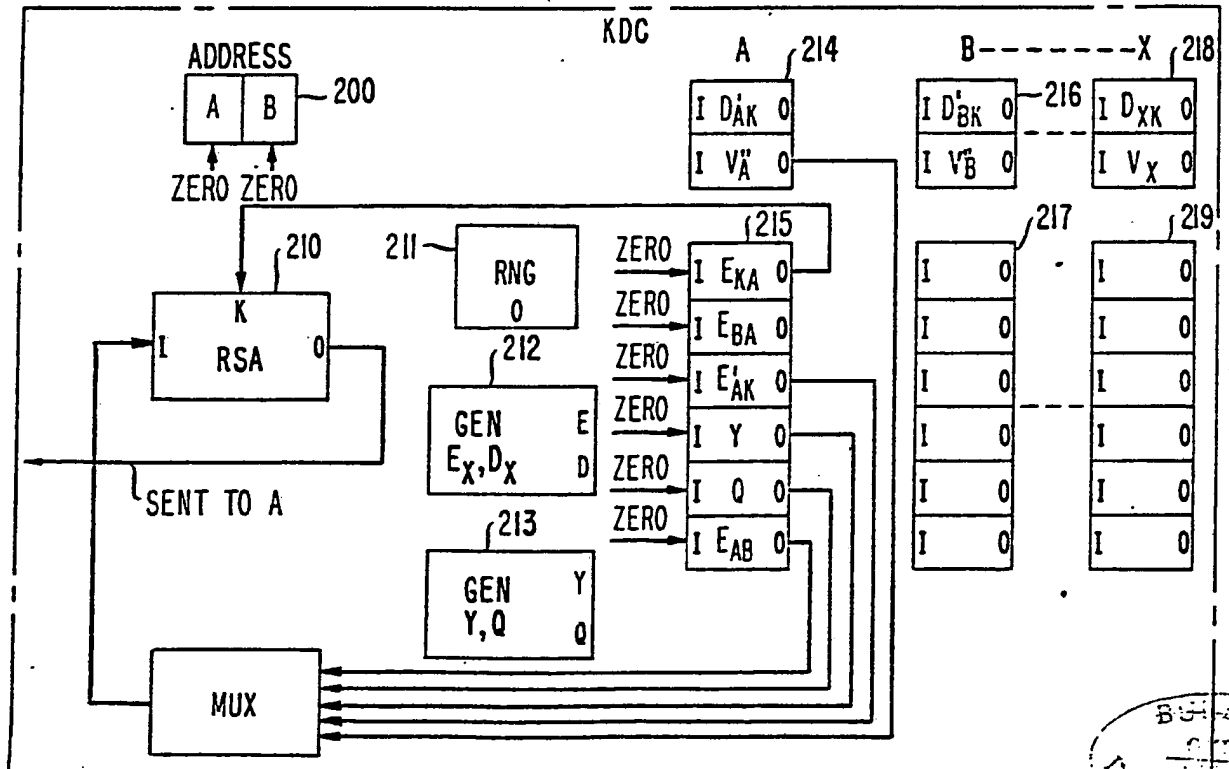 KDC
ADDRESS
A B
200
ZERO ZERO
A
214
I D'AK O
I V"A O
B-------X
216
I D'BK O
I V"B O
218
I DXK O
I VX O
210
K
I RSA O
SENT TO A
211
RNG
O
212
GEN E
EX,DX D
213
GEN Y
Y,Q Q
215
ZERO I EKA O
ZERO I EBA O
ZERO I E'AK O
ZERO I Y O
ZERO I Q O
ZERO I EAB O
217
I O
I O
I O
I O
I O
I O
219
I O
I O
I O
I O
I O
I O
MUX